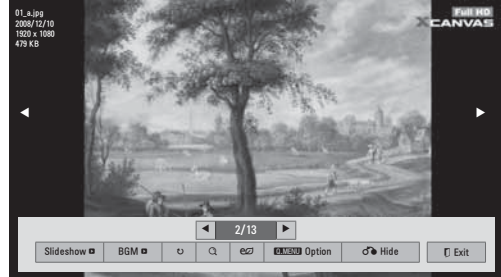 01_a.jpg
2008/12/10
1920 x 1080
479 KB
Full HD
XCANVAS
2/13
Slideshow
BGM
Q.MENU Option
Hide
Exit